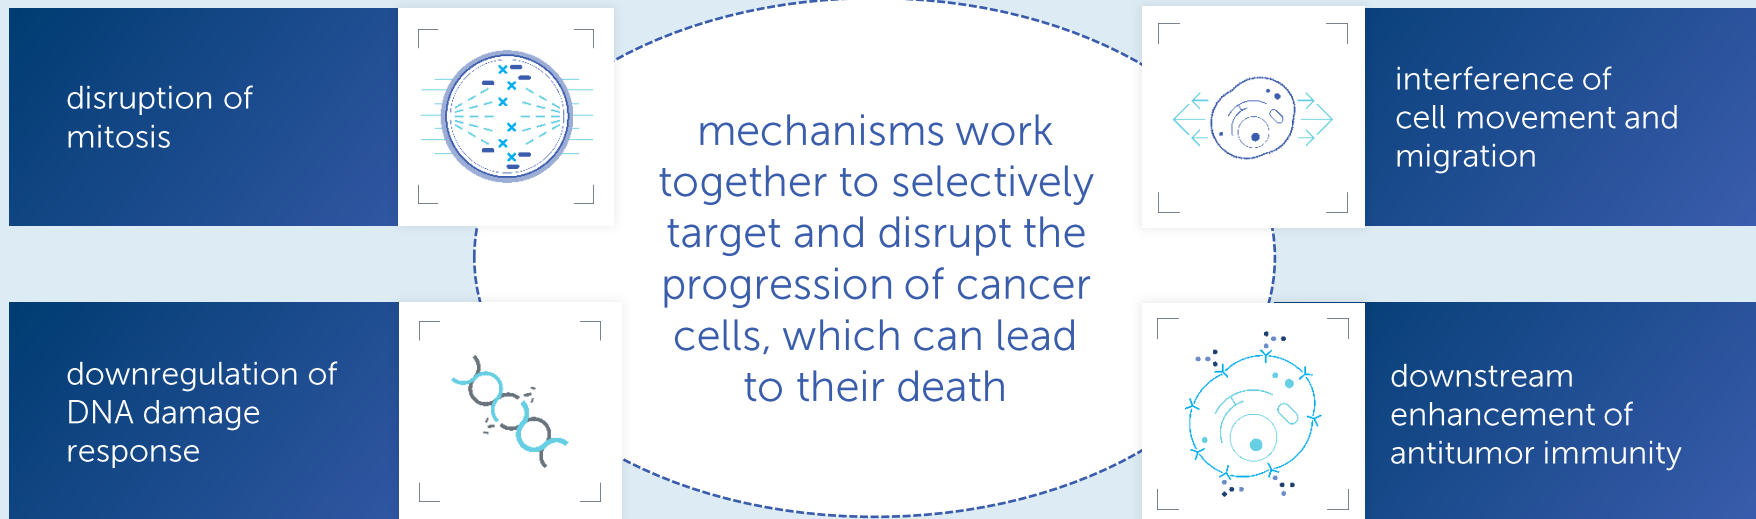 disruption of
mitosis
mechanisms work
together to selectively
target and disrupt the
progression of cancer
cells, which can lead
to their death
interference of
cell movement and
migration
downregulation of
DNA damage
response
downstream
enhancement of
antitumor immunity